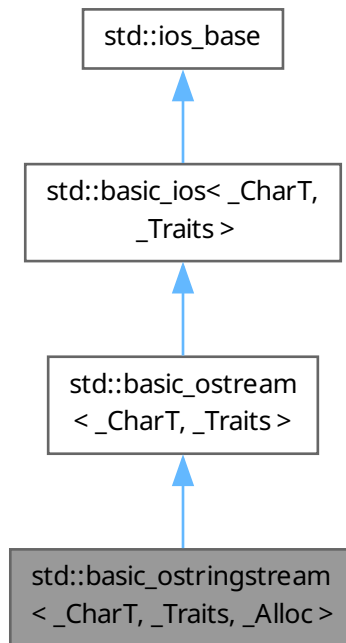 std::ios_base
std::basic_ios< _CharT,
_Traits >
std::basic_ostream
< _CharT, _Traits >
std::basic_ostringstream
< _CharT, _Traits, _Alloc >